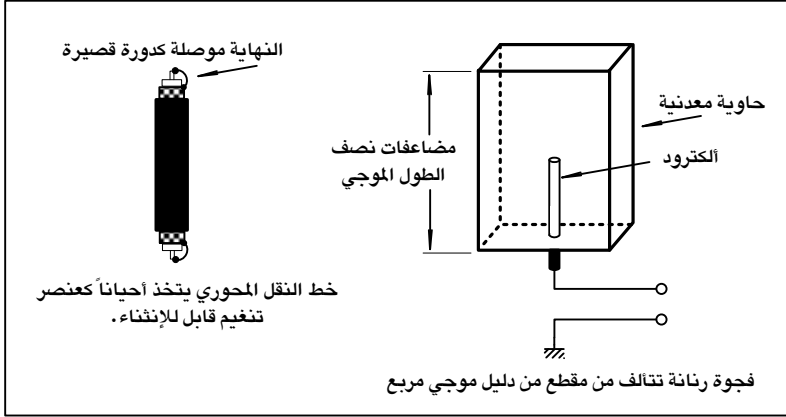 النهاية موصلة كدورة قصيرة
خط النقل المحوري يتخذ أحياناً كعنصر
تنغيم قابل للإنثناء.
حاوية معدنية
ألكترود
مضاعفات نصف
الطول الموجي
فجوة رنانة تتألف من مقطع من دليل موجي مربع